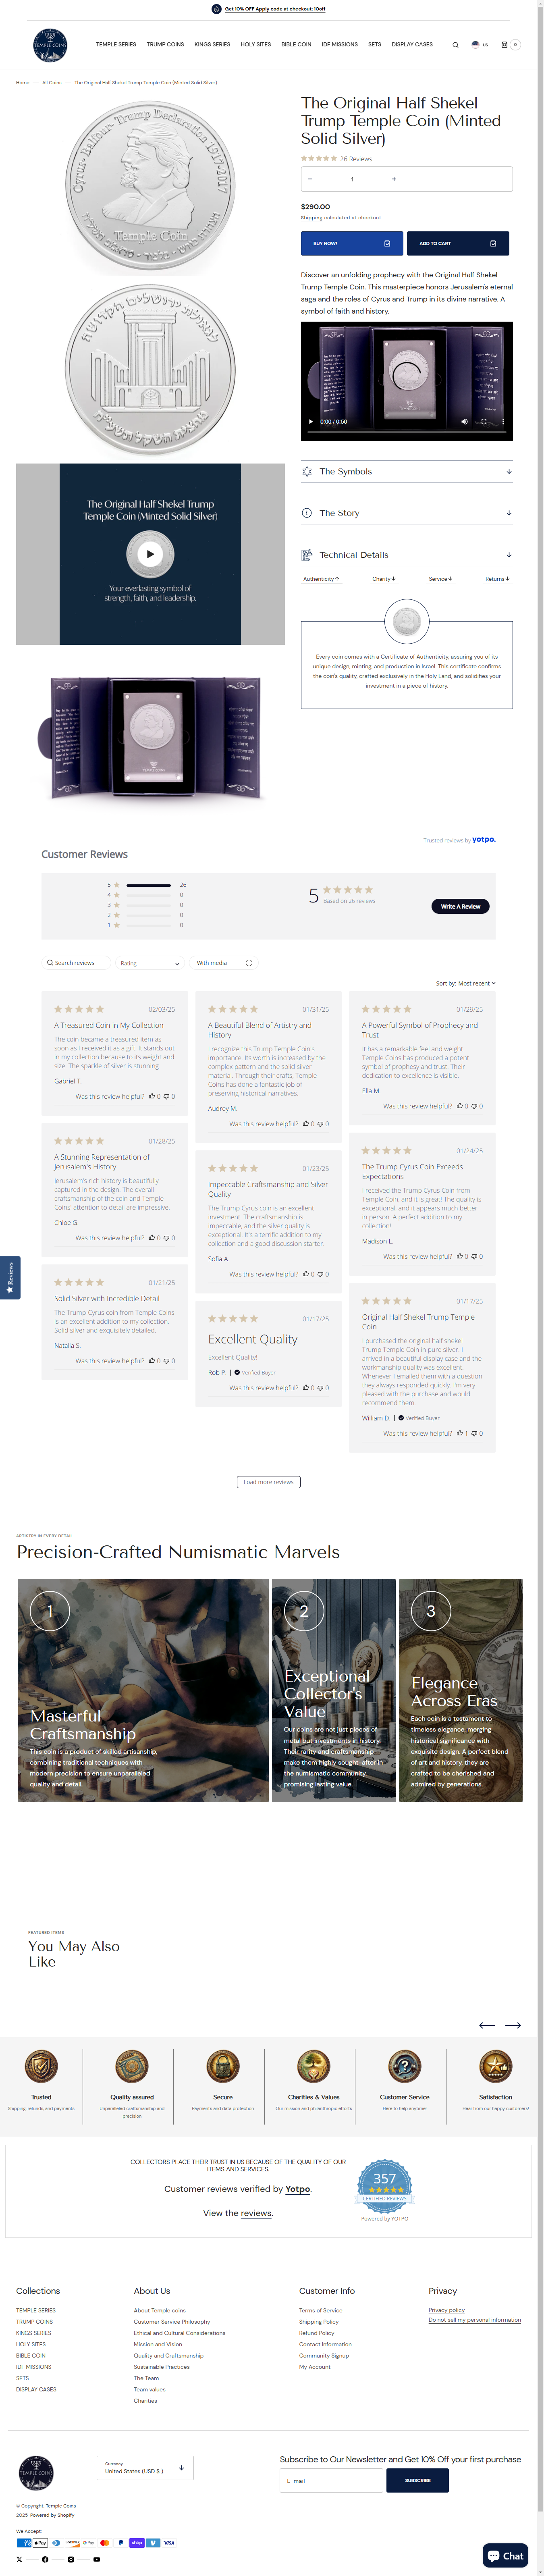 Get 10% OFF Apply code at checkout: 10off
TEMPLE COINS
TEMPLE SERIES
TRUMP COINS
KINGS SERIES
HOLY SITES
BIBLE COIN
IDF MISSIONS
SETS
DISPLAY CASES
US
0
Home
All Coins
The Original Half Shekel Trump Temple Coin (Minted Solid Silver)
Cyrus - Balfour - Trump Declaration 1917-2017
Temple Coin
The Original Half Shekel
Trump Temple Coin (Minted
Solid Silver)
26 Reviews
1
$290.00
Shipping calculated at checkout.
BUY NOW!
ADD TO CART
Discover an unfolding prophecy with the Original Half Shekel
Trump Temple Coin. This masterpiece honors Jerusalem's eternal
saga and the roles of Cyrus and Trump in its divine narrative. A
symbol of faith and history.
0:00 / 0:50
The Symbols
The Story
Technical Details
Authenticity
Charity
Service
Returns
Every coin comes with a Certificate of Authenticity, assuring you of its
unique design, minting, and production in Israel. This certificate confirms
the coin's quality, crafted exclusively in the Holy Land, and solidifies your
investment in a piece of history.
מחצית השקל
The Original Half Shekel Trump
Temple Coin (Minted Solid Silver)
Your everlasting symbol of
strength, faith, and leadership.
Trusted reviews by yotpo.
Customer Reviews
5 26
4 0
3 0
2 0
1 0
5
Based on 26 reviews
Write A Review
Search reviews
Rating
With media
Sort by: Most recent
02/03/25
A Treasured Coin in My Collection
The coin became a treasured item as
soon as I received it as a gift. It stands out
in my collection because to its weight and
size. The sparkle of silver is stunning.
Gabriel T.
Was this review helpful? 0 0
01/28/25
A Stunning Representation of
Jerusalem's History
Jerusalem's rich history is beautifully
captured in the design. The overall
craftsmanship of the coin and Temple
Coins' attention to detail are impressive.
Chloe G.
Was this review helpful? 0 0
01/21/25
Solid Silver with Incredible Detail
The Trump-Cyrus coin from Temple Coins
is an excellent addition to my collection.
Solid silver and exquisitely detailed.
Natalia S.
Was this review helpful? 0 0
01/31/25
A Beautiful Blend of Artistry and
History
I recognize this Trump Temple Coin's
importance. Its worth is increased by the
complex pattern and the solid silver
material. Through their crafts, Temple
Coins has done a fantastic job of
preserving historical narratives.
Audrey M.
Was this review helpful? 0 0
01/23/25
Impeccable Craftsmanship and Silver
Quality
The Trump Cyrus coin is an excellent
investment. The craftsmanship is
impeccable, and the silver quality is
exceptional. It's a terrific addition to my
collection and a good discussion starter.
Sofia A.
Was this review helpful? 0 0
01/17/25
Excellent Quality
Excellent Quality!
Rob P. Verified Buyer
Was this review helpful? 0 0
01/29/25
A Powerful Symbol of Prophecy and
Trust
It has a remarkable feel and weight.
Temple Coins has produced a potent
symbol of prophesy and trust. Their
dedication to excellence is visible.
Ella M.
Was this review helpful? 0 0
01/24/25
The Trump Cyrus Coin Exceeds
Expectations
I received the Trump Cyrus Coin from
Temple Coin, and it is great! The quality is
exceptional, and it appears much better
in person. A perfect addition to my
collection!
Madison L.
Was this review helpful? 0 0
01/17/25
Original Half Shekel Trump Temple
Coin
I purchased the original half shekel
Trump Temple Coin in pure silver. I
arrived in a beautiful display case and the
workmanship quality was excellent.
Whenever I emailed them with a question
they always responded quickly. I'm very
pleased with the purchase and would
recommend them.
William D. Verified Buyer
Was this review helpful? 1 0
Reviews
Load more reviews
ARTISTRY IN EVERY DETAIL
Precision-Crafted Numismatic Marvels
1
Masterful
Craftsmanship
This coin is a product of skilled artisanship,
combining traditional techniques with
modern precision to ensure unparalleled
quality and detail.
2
Exceptional
Collector's
Value
Our coins are not just pieces of
metal but investments in history.
Their rarity and craftsmanship
make them highly sought-after in
the numismatic community,
promising lasting value.
3
Elegance
Across Eras
Each coin is a testament to
timeless elegance, merging
historical significance with
exquisite design. A perfect blend
of art and history, they are
crafted to be cherished and
admired by generations.
FEATURED ITEMS
You May Also
Like
Trusted
Shipping, refunds, and payments
Quality assured
Unparalleled craftsmanship and
precision
Secure
Payments and data protection
Charities & Values
Our mission and philanthropic efforts
Customer Service
Here to help anytime!
Satisfaction
Hear from our happy customers!
COLLECTORS PLACE THEIR TRUST IN US BECAUSE OF THE QUALITY OF OUR
ITEMS AND SERVICES.
Customer reviews verified by Yotpo.
View the reviews.
357
CERTIFIED REVIEWS
Powered by YOTPO
Collections
TEMPLE SERIES
TRUMP COINS
KINGS SERIES
HOLY SITES
BIBLE COIN
IDF MISSIONS
SETS
DISPLAY CASES
About Us
About Temple coins
Customer Service Philosophy
Ethical and Cultural Considerations
Mission and Vision
Quality and Craftsmanship
Sustainable Practices
The Team
Team values
Charities
Customer Info
Terms of Service
Shipping Policy
Refund Policy
Contact Information
Community Signup
My Account
Privacy
Privacy policy
Do not sell my personal information
TEMPLE COINS
Currency
United States (USD $ )
Subscribe to Our Newsletter and Get 10% Off your first purchase
E-mail
SUBSCRIBE
© Copyright, Temple Coins
2025 Powered by Shopify
We Accept:
Chat